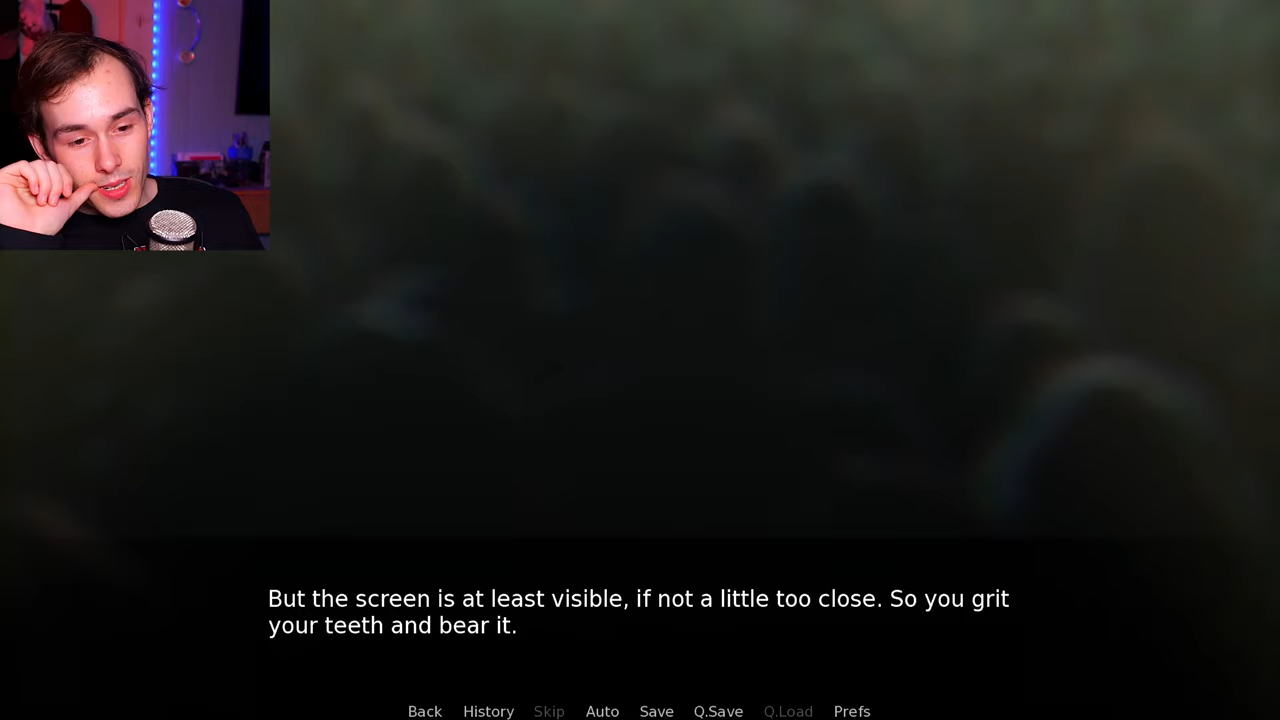 But the screen is at least visible, if not a little too close. So you grit
your teeth and bear it.
Back History Skip Auto Save Q.Save Q.Load Prefs